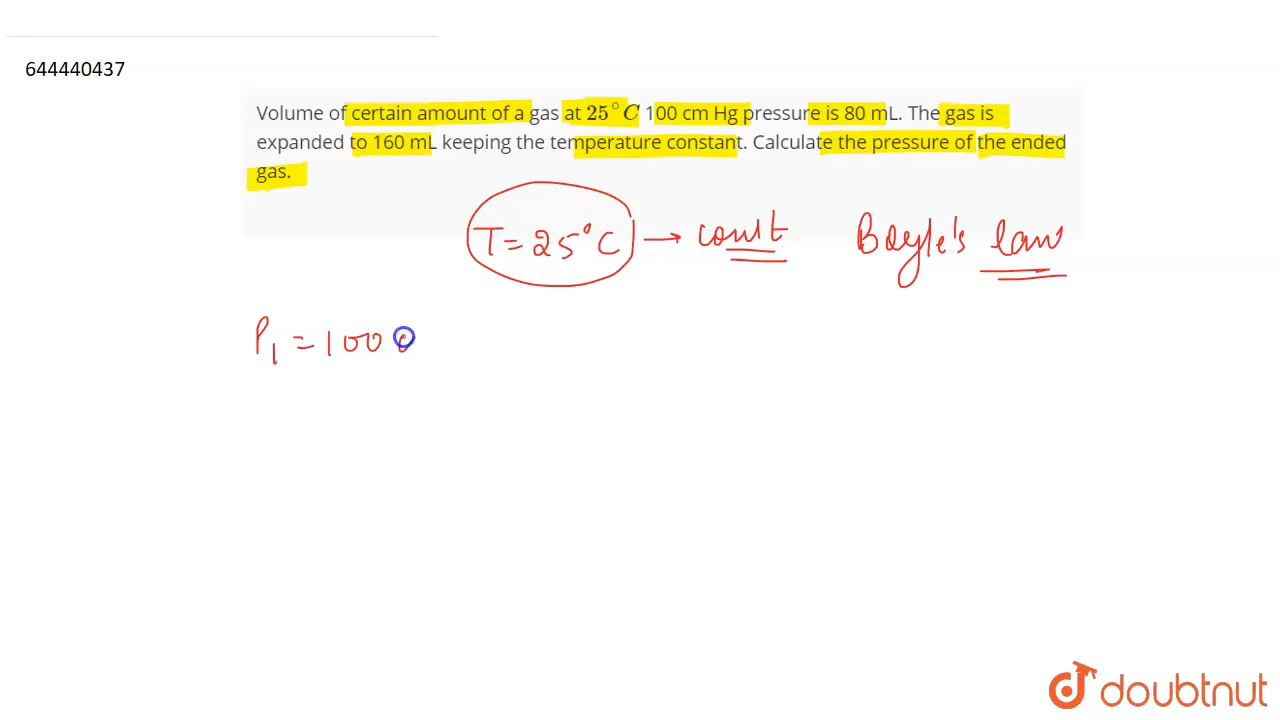 644440437
Volume of certain amount of a gas at 25°C 100 cm Hg pressure is 80 mL. The gas is
expanded to 160 mL keeping the temperature constant. Calculate the pressure of the ended
gas.
T = 25°C → const Boyle's law
P₁ = 100 c
doubtnut